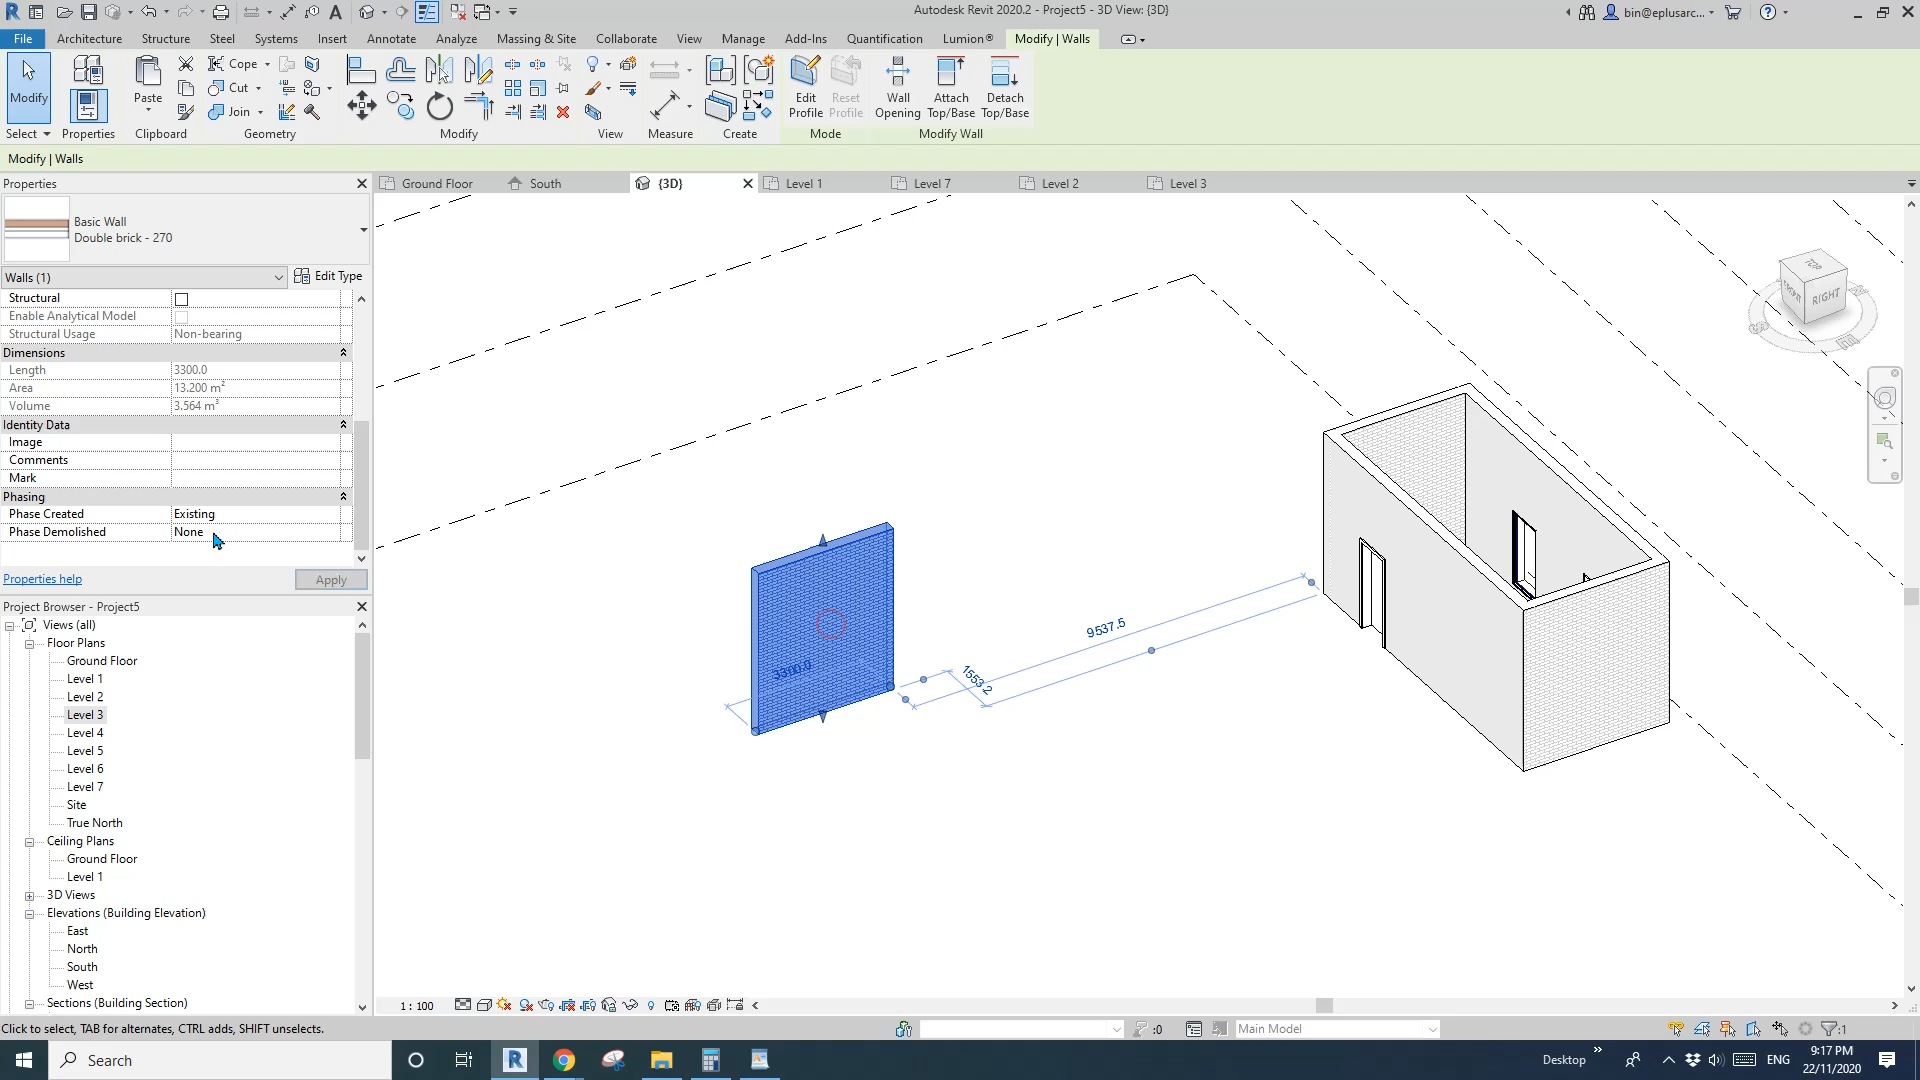 Autodesk Revit 2020.2 - Project5 - 3D View: {3D}
bin@eplusarc...
File Architecture Structure Steel Systems Insert Annotate Analyze Massing & Site Collaborate View Manage Add-Ins Quantification Lumion® Modify | Walls
Modify
Paste
Cope
Cut
Join
Edit Profile
Reset Profile
Wall Opening
Attach Top/Base
Detach Top/Base
Select Properties Clipboard Geometry Modify View Measure Create Mode Modify Wall
Modify | Walls
Properties
Ground Floor South {3D} Level 1 Level 7 Level 2 Level 3
Basic Wall
Double brick - 270
Walls (1) Edit Type
Structural
Enable Analytical Model
Structural Usage Non-bearing
Dimensions
Length 3300.0
Area 13.200 m²
Volume 3.564 m³
Identity Data
Image
Comments
Mark
Phasing
Phase Created Existing
Phase Demolished None
Properties help Apply
Project Browser - Project5
Views (all)
Floor Plans
Ground Floor
Level 1
Level 2
Level 3
Level 4
Level 5
Level 6
Level 7
Site
True North
Ceiling Plans
Ground Floor
Level 1
3D Views
Elevations (Building Elevation)
East
North
South
West
Sections (Building Section)
TOP
FRONT
RIGHT
9537.5
1553.2
3300.0
1 : 100
Click to select, TAB for alternates, CTRL adds, SHIFT unselects.
:0
Main Model
:1
Search
Desktop
ENG
9:17 PM
22/11/2020